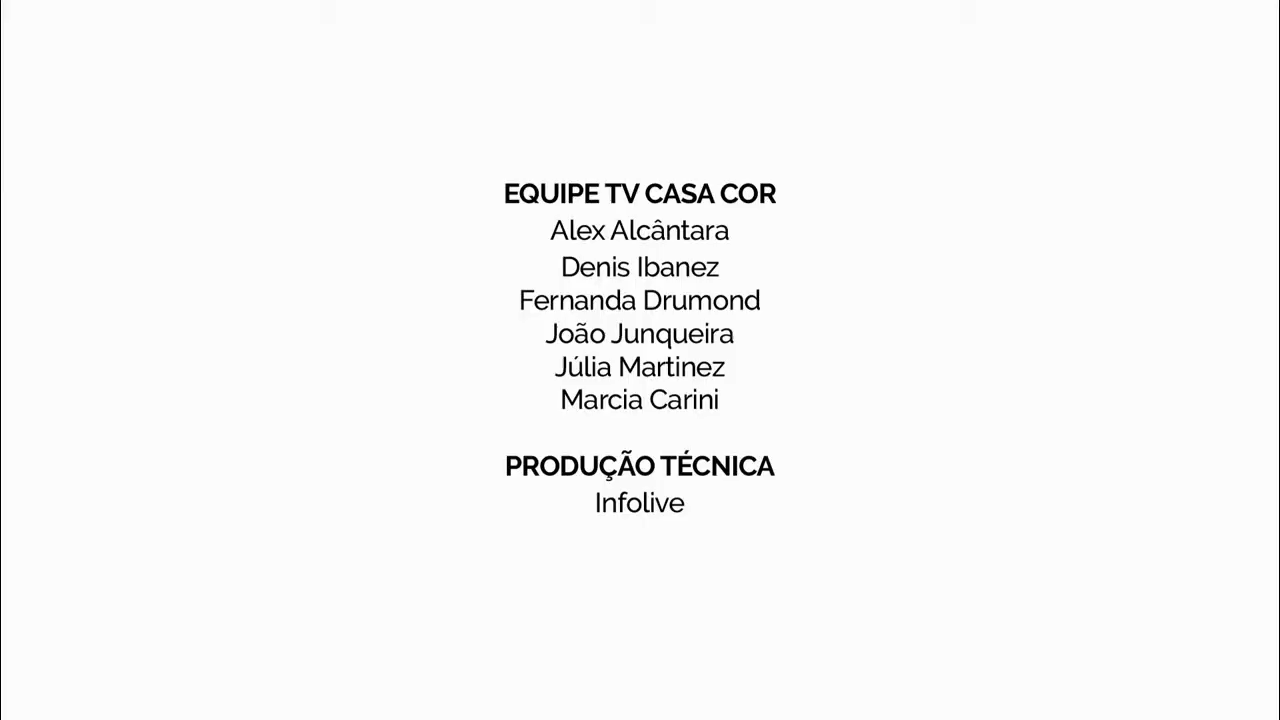 EQUIPE TV CASA COR
Alex Alcântara
Denis Ibanez
Fernanda Drumond
João Junqueira
Júlia Martinez
Marcia Carini
PRODUÇÃO TÉCNICA
Infolive